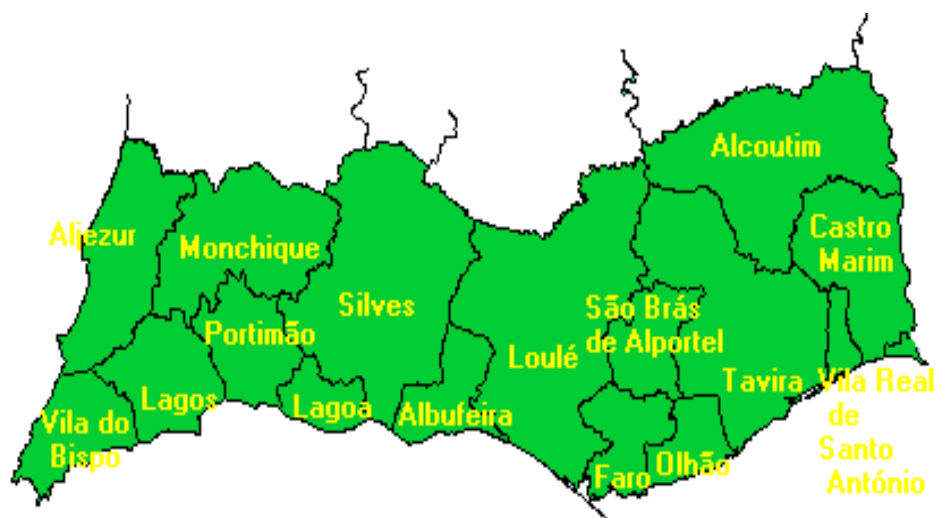 Alcoutim
Aljezur
Monchique
Castro
Marim
Silves
São Brás
de Alportel
Portimão
Loulé
Tavira
Vila Real
de
Santo
António
Lagos
Lagoa
Albufeira
Vila do
Bispo
Faro
Olhão